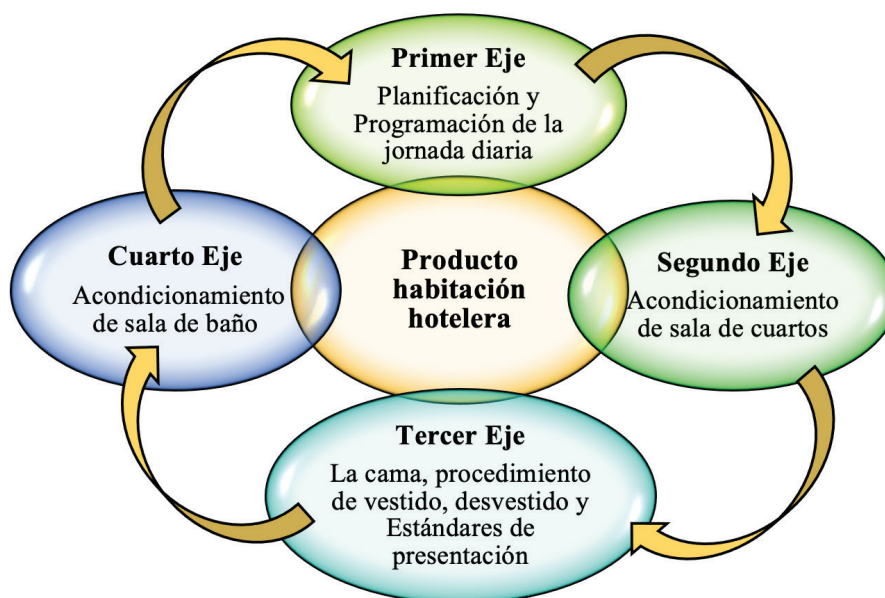 Primer Eje
Planificación y
Programación de la
jornada diaria
Cuarto Eje
Acondicionamiento
de sala de baño
Producto
habitación
hotelera
Segundo Eje
Acondicionamiento
de sala de cuartos
Tercer Eje
La cama, procedimiento
de vestido, desvestido y
Estándares de
presentación